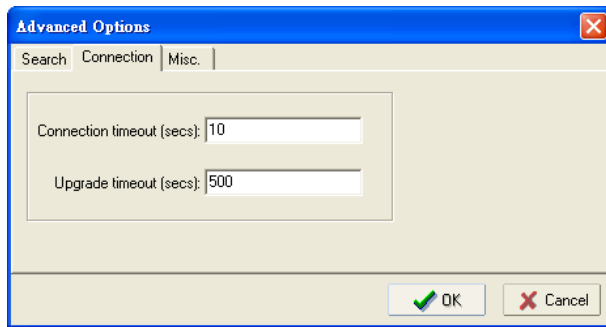 Advanced Options
Search Connection Misc.
Connection timeout (secs): 10
Upgrade timeout (secs): 500
OK Cancel